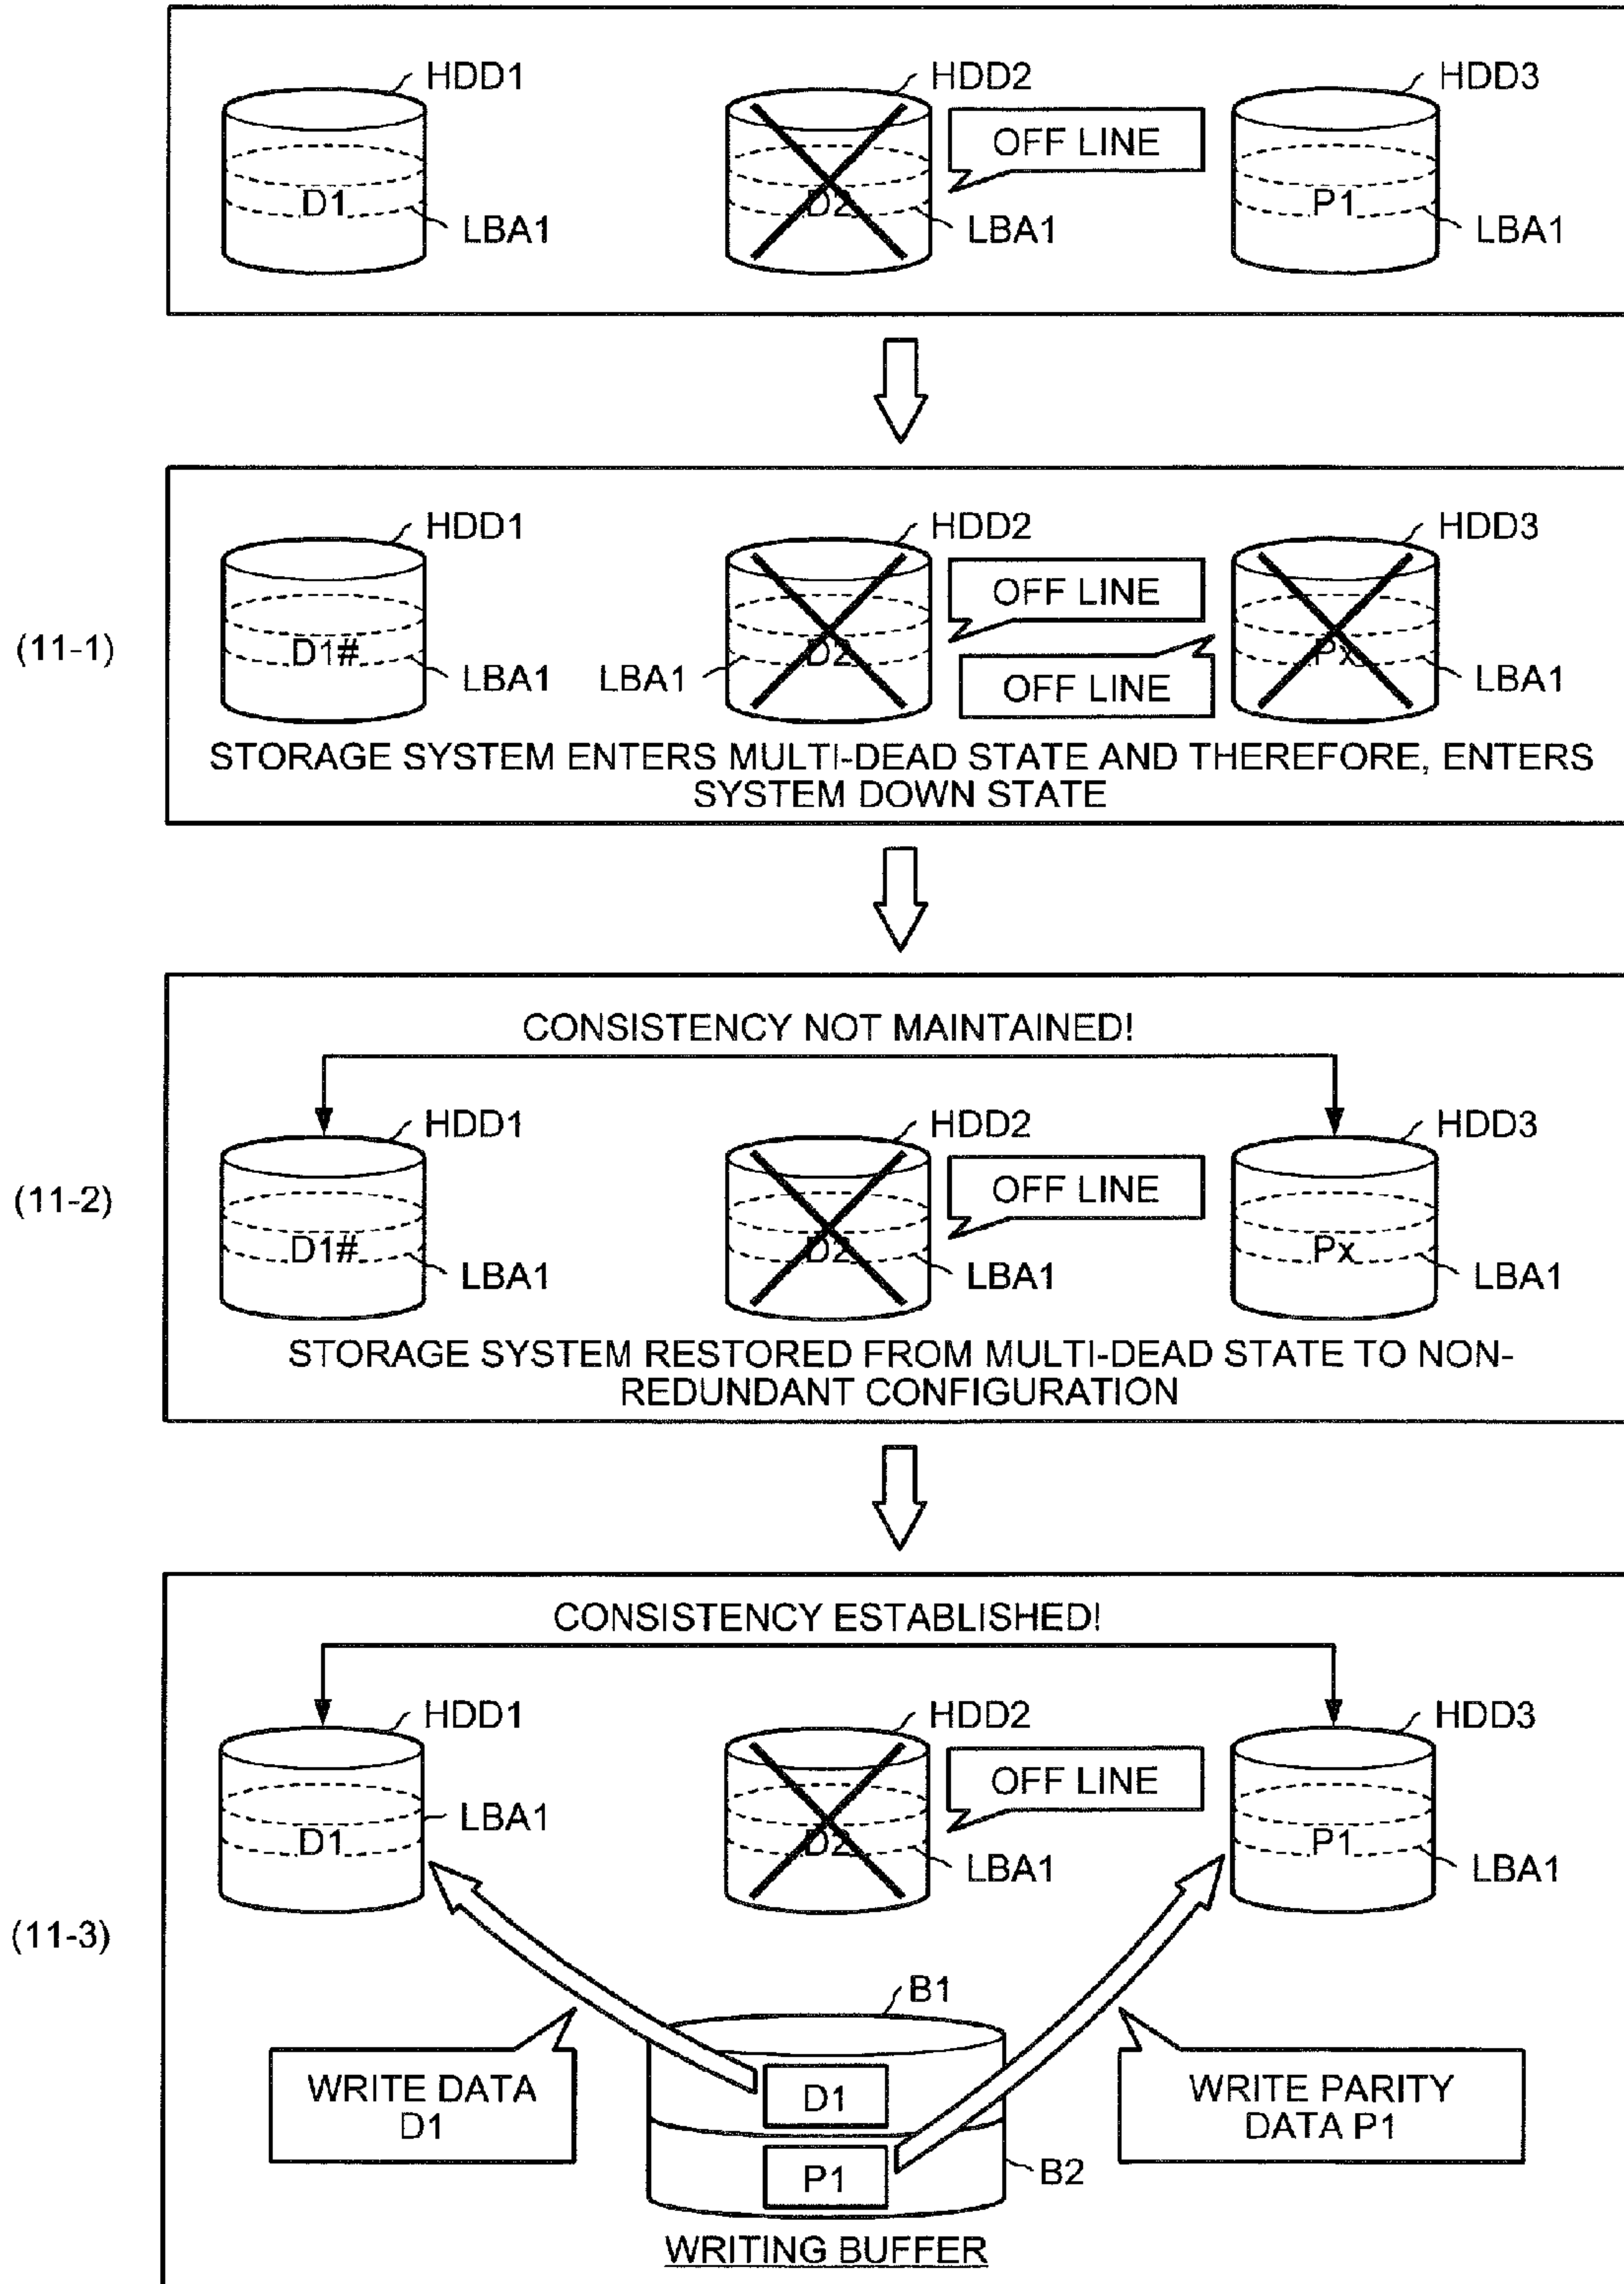 HDD1
HDD2
HDD3
OFF LINE
D1
D2
P1
LBA1
LBA1
LBA1
(11-1)
HDD1
HDD2
HDD3
OFF LINE
D1#
D2
Px
LBA1
LBA1
OFF LINE
LBA1
STORAGE SYSTEM ENTERS MULTI-DEAD STATE AND THEREFORE, ENTERS
SYSTEM DOWN STATE
(11-2)
CONSISTENCY NOT MAINTAINED!
HDD1
HDD2
HDD3
OFF LINE
D1#
D2
Px
LBA1
LBA1
LBA1
STORAGE SYSTEM RESTORED FROM MULTI-DEAD STATE TO NON-
REDUNDANT CONFIGURATION
(11-3)
CONSISTENCY ESTABLISHED!
HDD1
HDD2
HDD3
OFF LINE
LBA1
D1
D2
P1
LBA1
LBA1
B1
WRITE DATA
D1
D1
WRITE PARITY
DATA P1
P1
B2
WRITING BUFFER